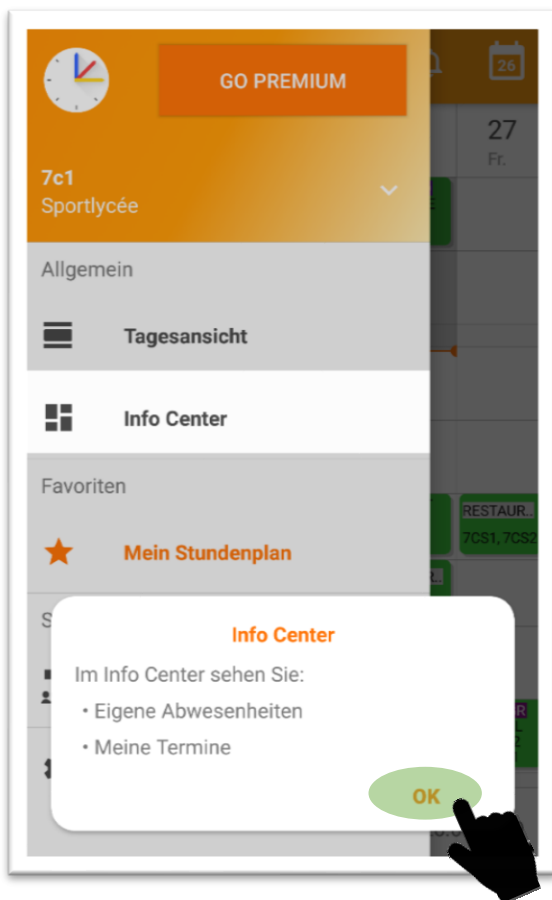 GO PREMIUM
26
27
Fr.
7c1
Sportlycée
Allgemein
Tagesansicht
Info Center
Favoriten
RESTAUR...
7CS1, 7CS2
Mein Stundenplan
S
Info Center
Im Info Center sehen Sie:
• Eigene Abwesenheiten
• Meine Termine
OK